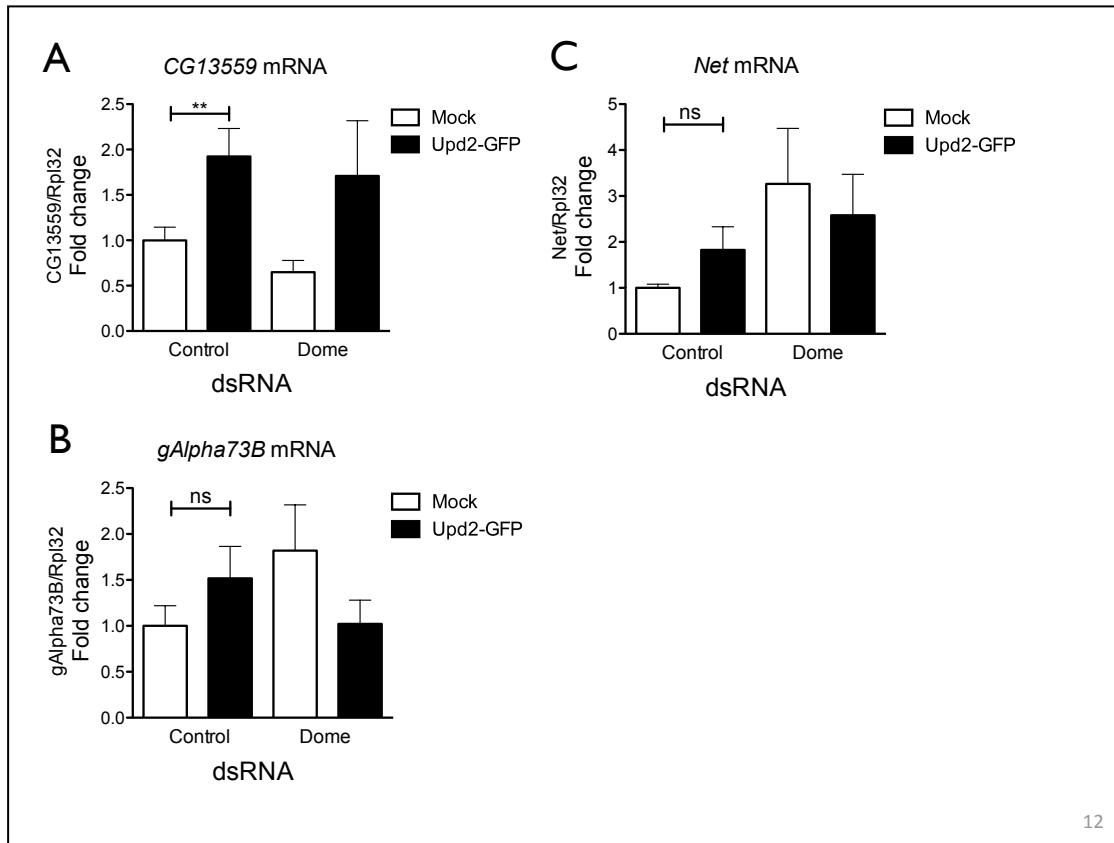 A
CG13559 mRNA
CG13559/Rpl32
Fold change
2.5
2.0
1.5
1.0
0.5
0.0
**
Mock
Upd2-GFP
Control
Dome
dsRNA
C
Net mRNA
Net/Rpl32
Fold change
5
4
3
2
1
0
ns
Mock
Upd2-GFP
Control
Dome
dsRNA
B
gAlpha73B mRNA
gAlpha73B/Rpl32
Fold change
2.5
2.0
1.5
1.0
0.5
0.0
ns
Mock
Upd2-GFP
Control
Dome
dsRNA
12